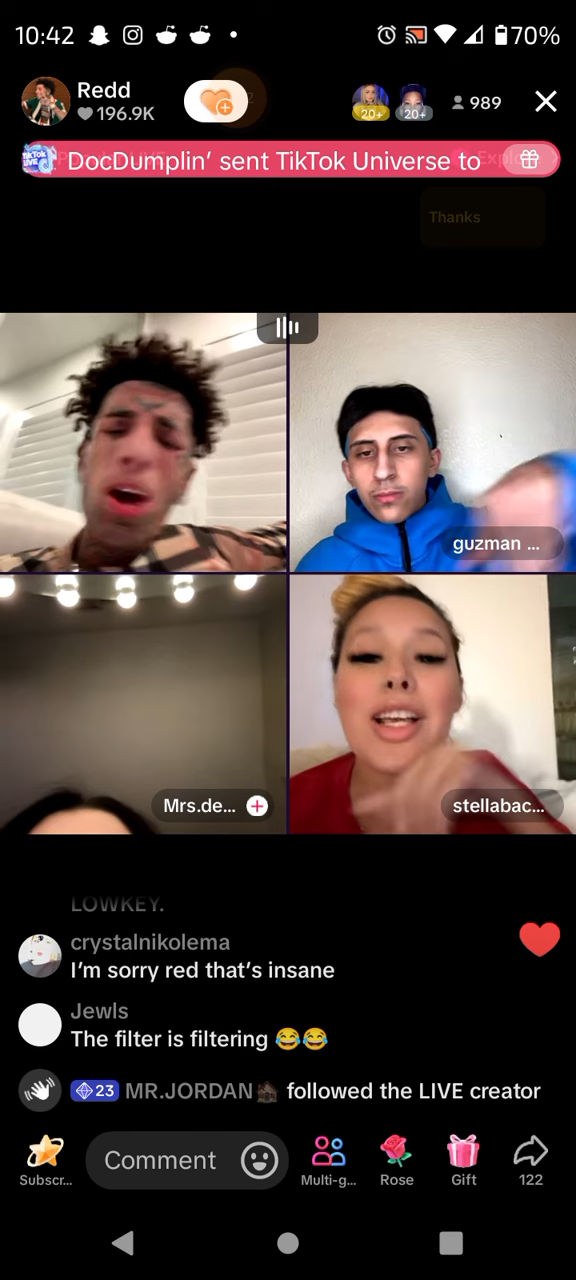 10:42
70%
Redd
196.9K
20+
20+
989
DocDumplin’ sent TikTok Universe to
Thanks
guzman ...
Mrs.de...
stellabac...
LOWKEY.
crystalnikolema
I’m sorry red that’s insane
Jewls
The filter is filtering 😂😂
23 MR.JORDAN🏚️ followed the LIVE creator
Comment
Subscr...
Multi-g...
Rose
Gift
122